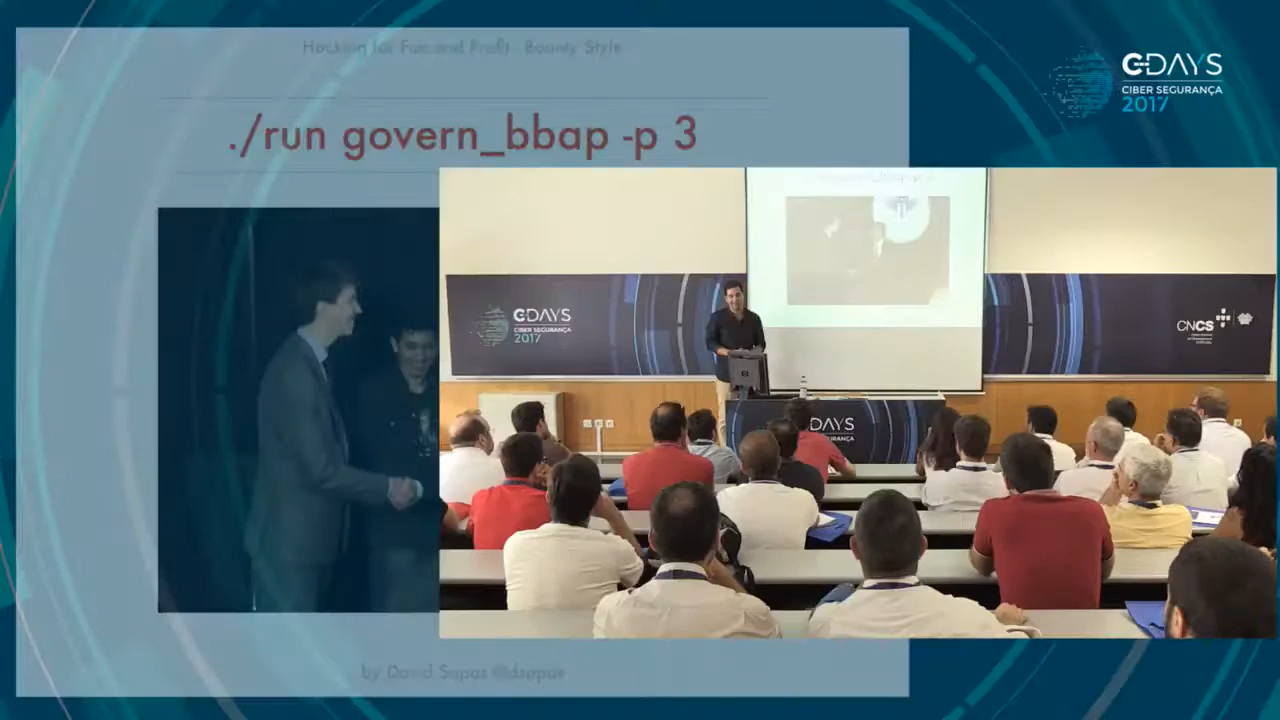 Hacking for Fun and Profit - Bounty Style
./run govern_bbap -p 3
by David Sopas @dsopas
C-DAYS
CIBER SEGURANÇA
2017
C-DAYS
CIBER SEGURANÇA
2017
CNCS
DAYS